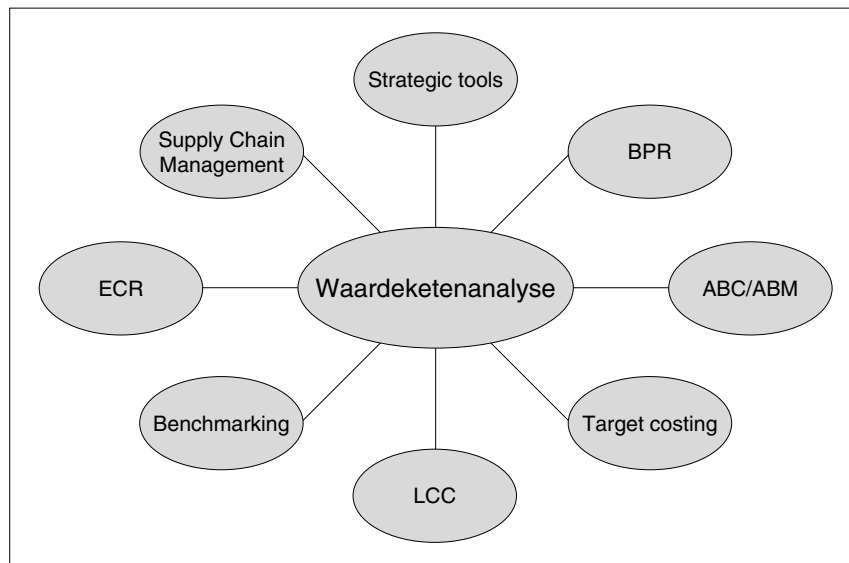 Strategic tools
Supply Chain
Management
BPR
ECR
Waardeketenanalyse
ABC/ABM
Benchmarking
Target costing
LCC